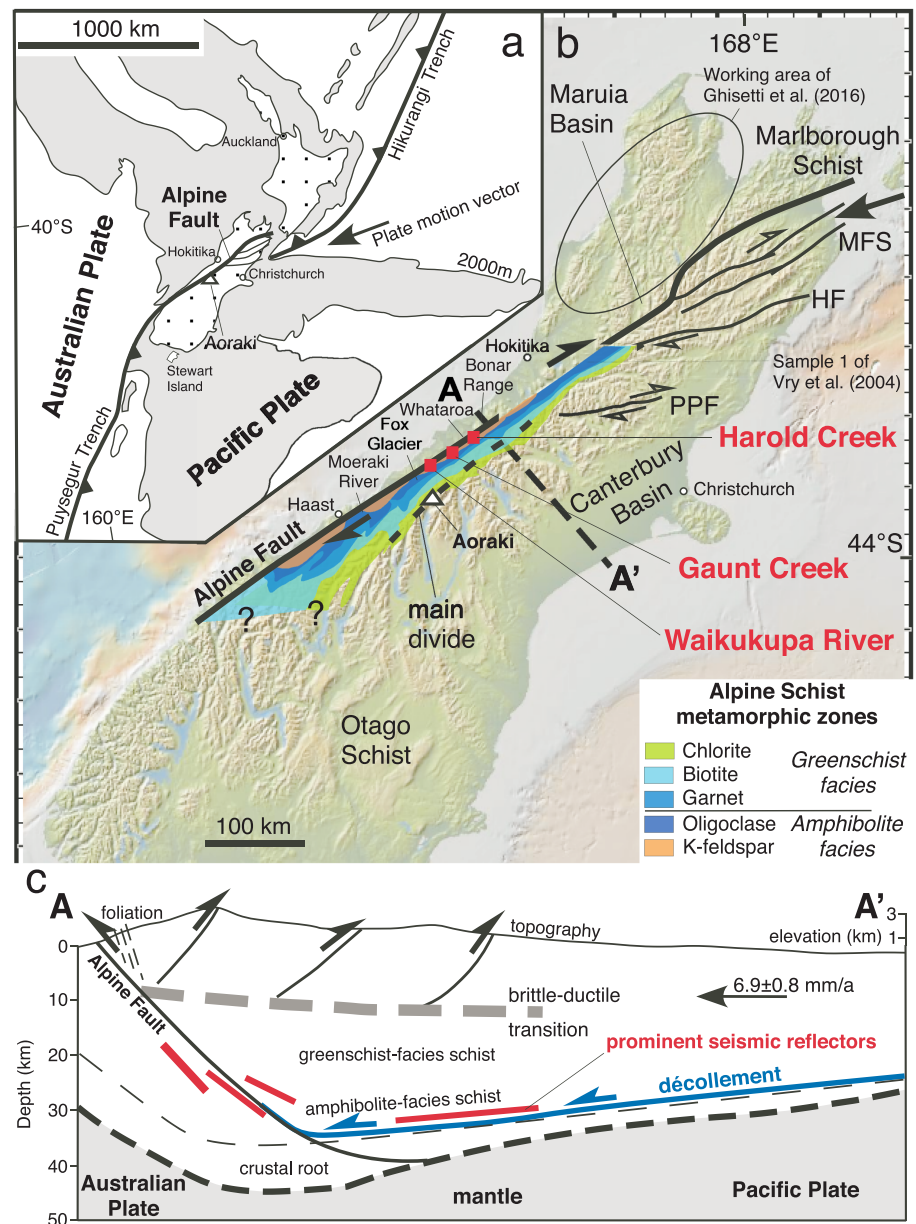 1000 km
a
Auckland
Hikurangi Trench
Alpine
Fault
40°S
Hokitika
Plate motion vector
Christchurch
2000m
Australian Plate
Aoraki
Stewart
Island
Pacific Plate
Puysegur Trench
160°E
b
168°E
Working area of
Ghisetti et al. (2016)
Maruia
Basin
Marlborough
Schist
MFS
HF
Hokitika
Bonar
Range
Sample 1 of
Vry et al. (2004)
A
Whataroa
PPF
Fox
Glacier
Harold Creek
Moeraki
River
Canterbury
Basin
Christchurch
Haast
Aoraki
44°S
Alpine Fault
A'
Gaunt Creek
? ?
main
divide
Waikukupa River
Otago
Schist
100 km
Alpine Schist
metamorphic zones
Chlorite
Biotite
Garnet
Greenschist
facies
Oligoclase
K-feldspar
Amphibolite
facies
c
A
A'
foliation
topography
3
elevation (km) 1
0
Alpine Fault
6.9±0.8 mm/a
10
brittle-ductile
transition
20
greenschist-facies schist
prominent seismic reflectors
Depth (km)
décollement
30
amphibolite-facies schist
40
crustal root
Australian
Plate
mantle
Pacific Plate
50